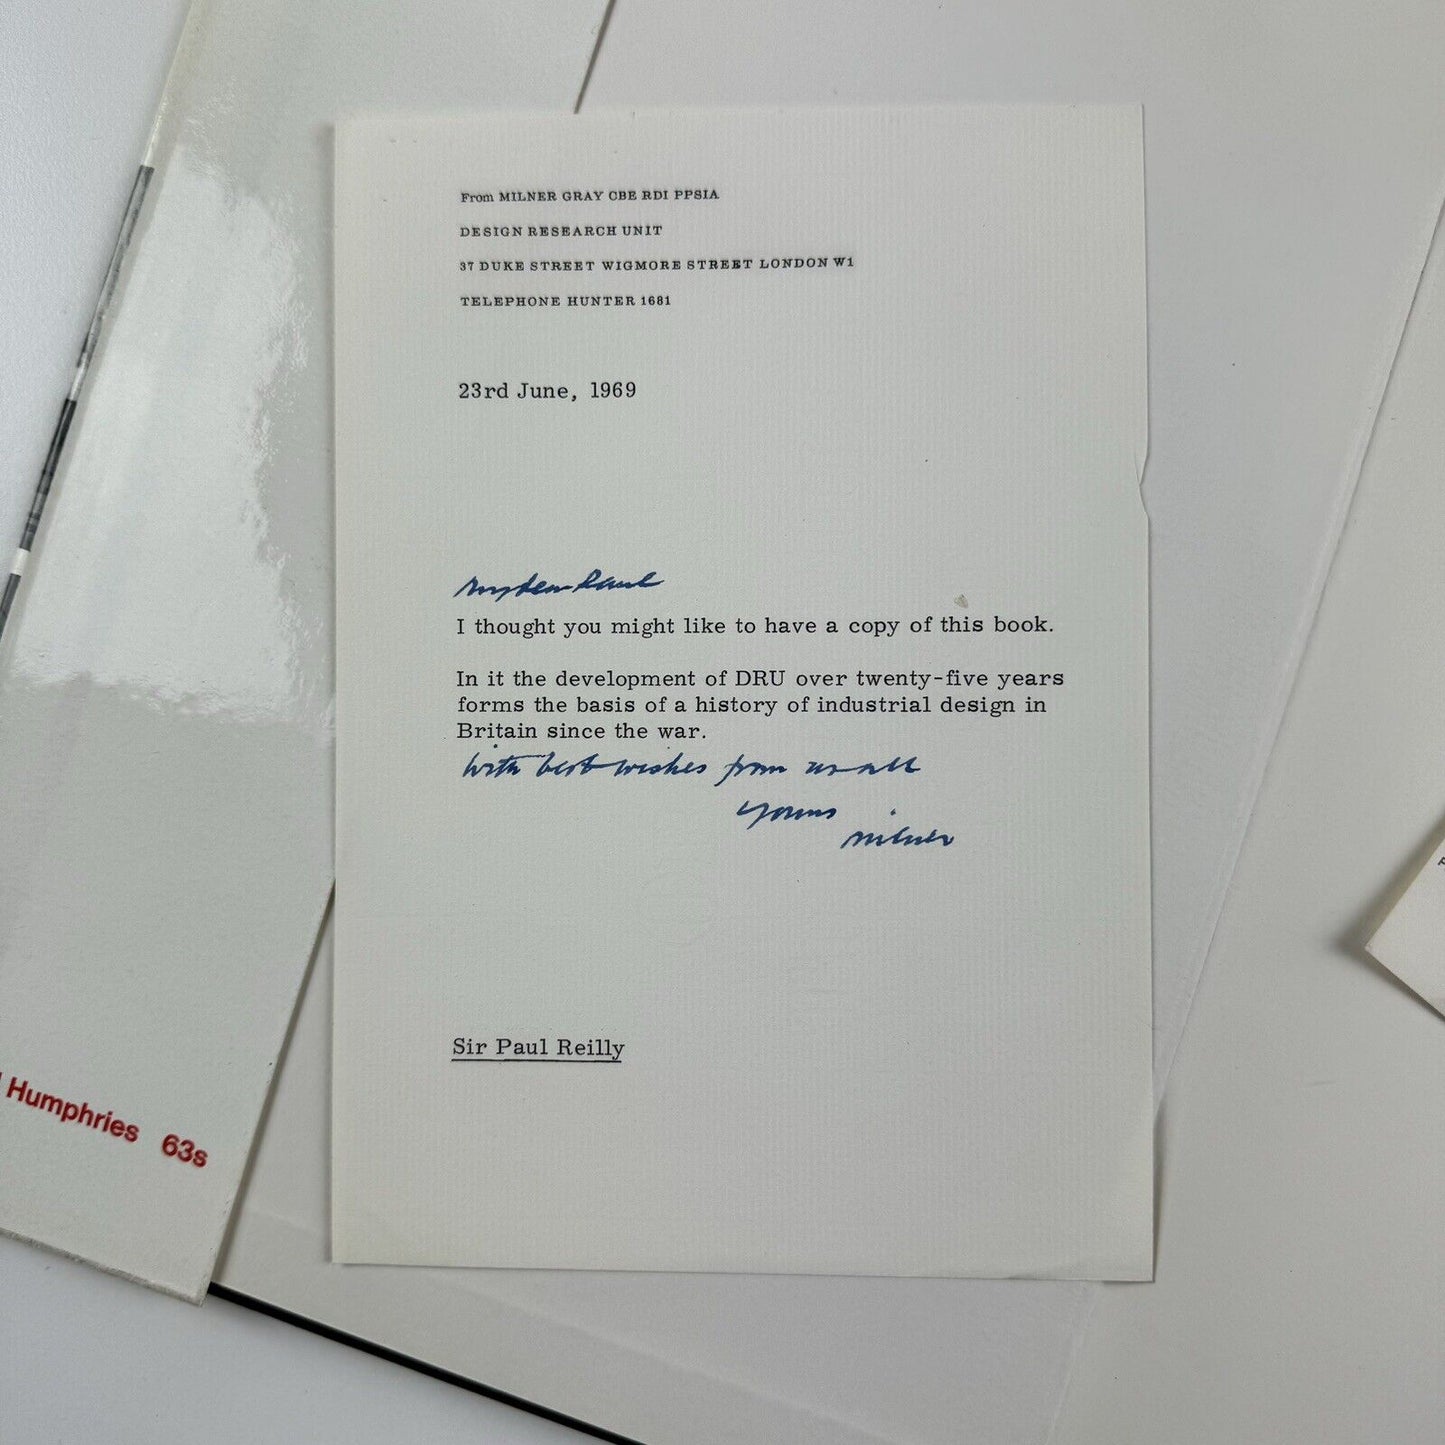 From MILNER GRAY CBE RDI PPSIA
DESIGN RESEARCH UNIT
37 DUKE STREET WIGMORE STREET LONDON W1
TELEPHONE HUNTER 1681
23rd June, 1969
My dear Paul
I thought you might like to have a copy of this book.
In it the development of DRU over twenty-five years
forms the basis of a history of industrial design in
Britain since the war.
With best wishes from us all
Yours
Milner
Sir Paul Reilly
Humphries 63s